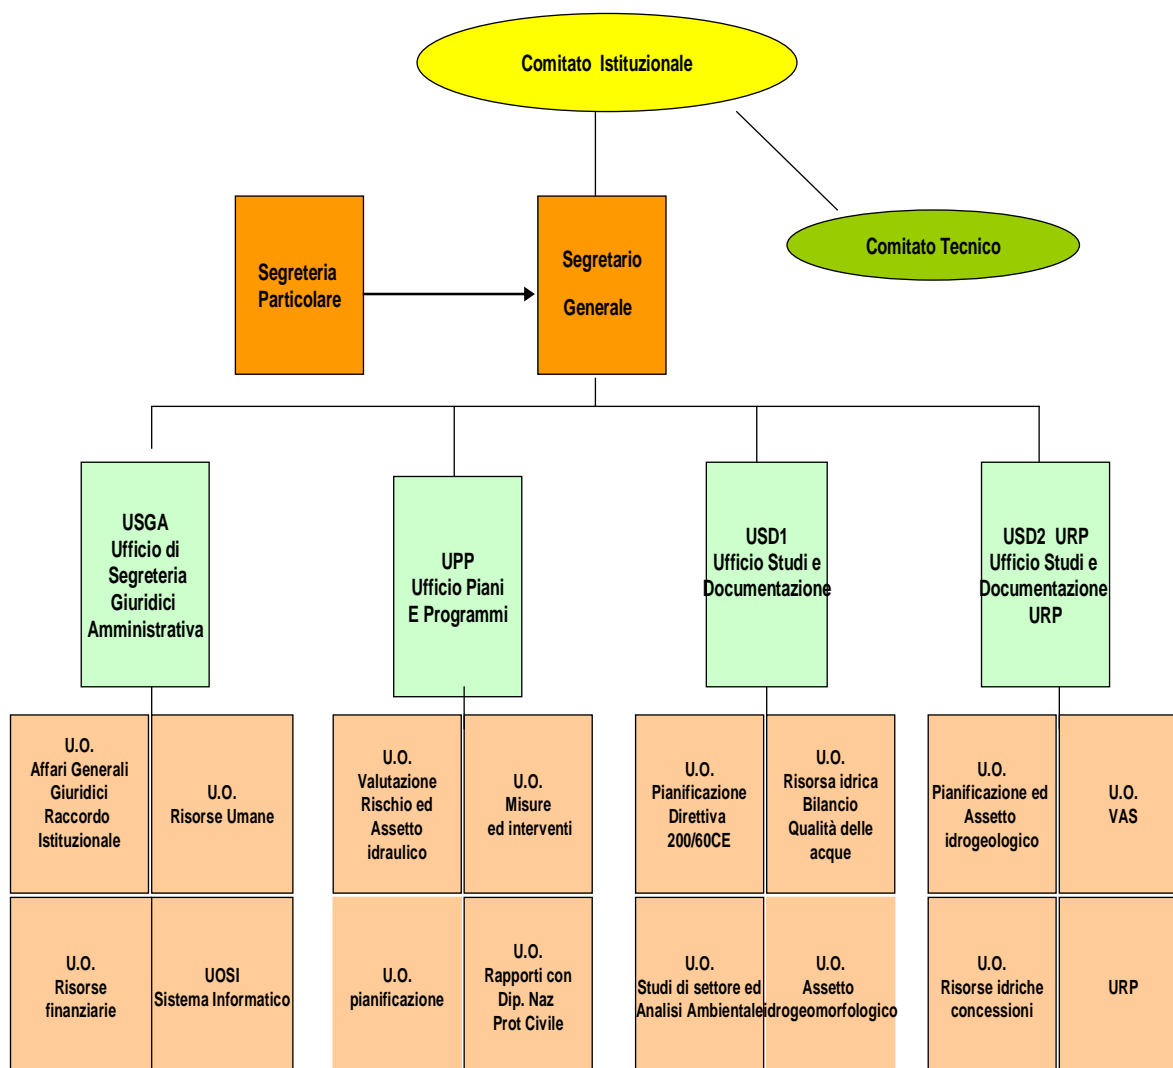 Comitato Istituzionale
Comitato Tecnico
Segreteria
Particolare
Segretario
Generale
USGA
Ufficio di
Segreteria
Giuridici
Amministrativa
UPP
Ufficio Piani
E Programmi
USD1
Ufficio Studi e
Documentazione
USD2 URP
Ufficio Studi e
Documentazione
URP
U.O.
Affari Generali
Giuridici
Raccordo
Istituzionale
U.O.
Risorse Umane
U.O.
Valutazione
Rischio ed
Assetto
idraulico
U.O.
Misure
ed interventi
U.O.
Pianificazione
Direttiva
200/60CE
U.O.
Risorsa idrica
Bilancio
Qualità delle
acque
U.O.
Pianificazione ed
Assetto
idrogeologico
U.O.
VAS
U.O.
Risorse
finanziarie
UOSI
Sistema Informatico
U.O.
pianificazione
U.O.
Rapporti con
Dip. Naz
Prot Civile
U.O.
Studi di settore ed
Analisi Ambientale
U.O.
Assetto
idrogeomorfologico
U.O.
Risorse idriche
concessioni
URP